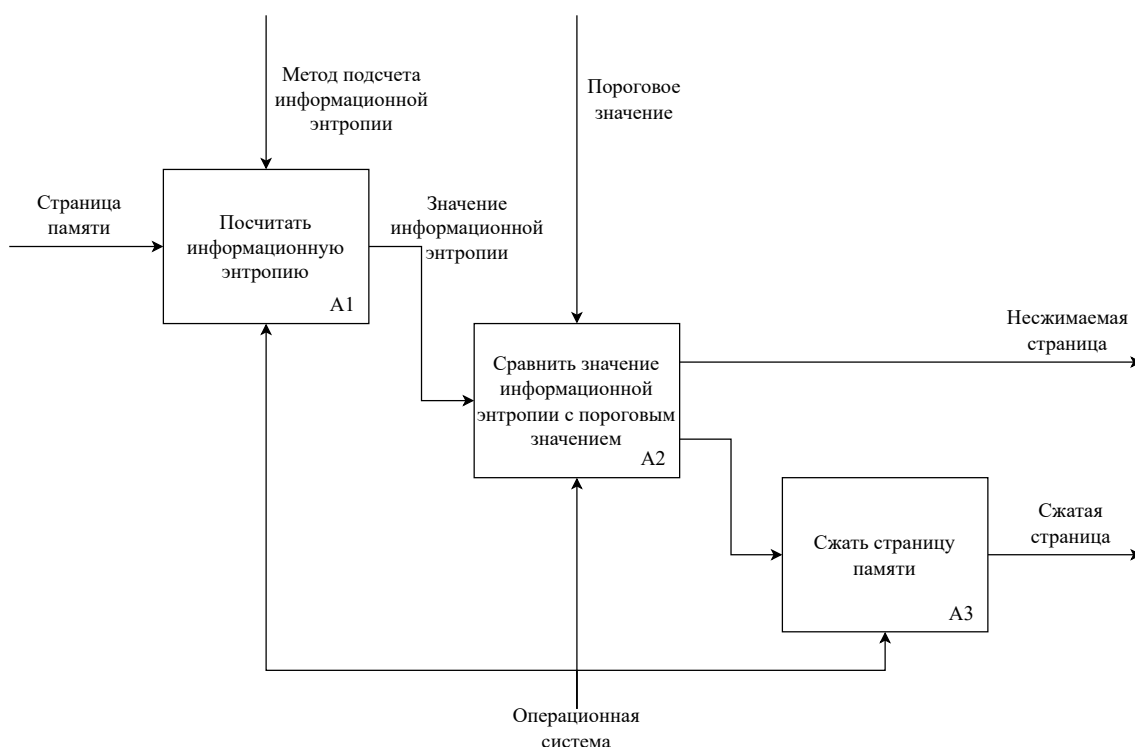 Метод подсчета
информационной
энтропии
Пороговое
значение
Страница
памяти
Посчитать
информационную
энтропию
A1
Значение
информационной
энтропии
Сравнить значение
информационной
энтропии с пороговым
значением
A2
Несжимаемая
страница
Сжать страницу
памяти
A3
Сжатая
страница
Операционная
система